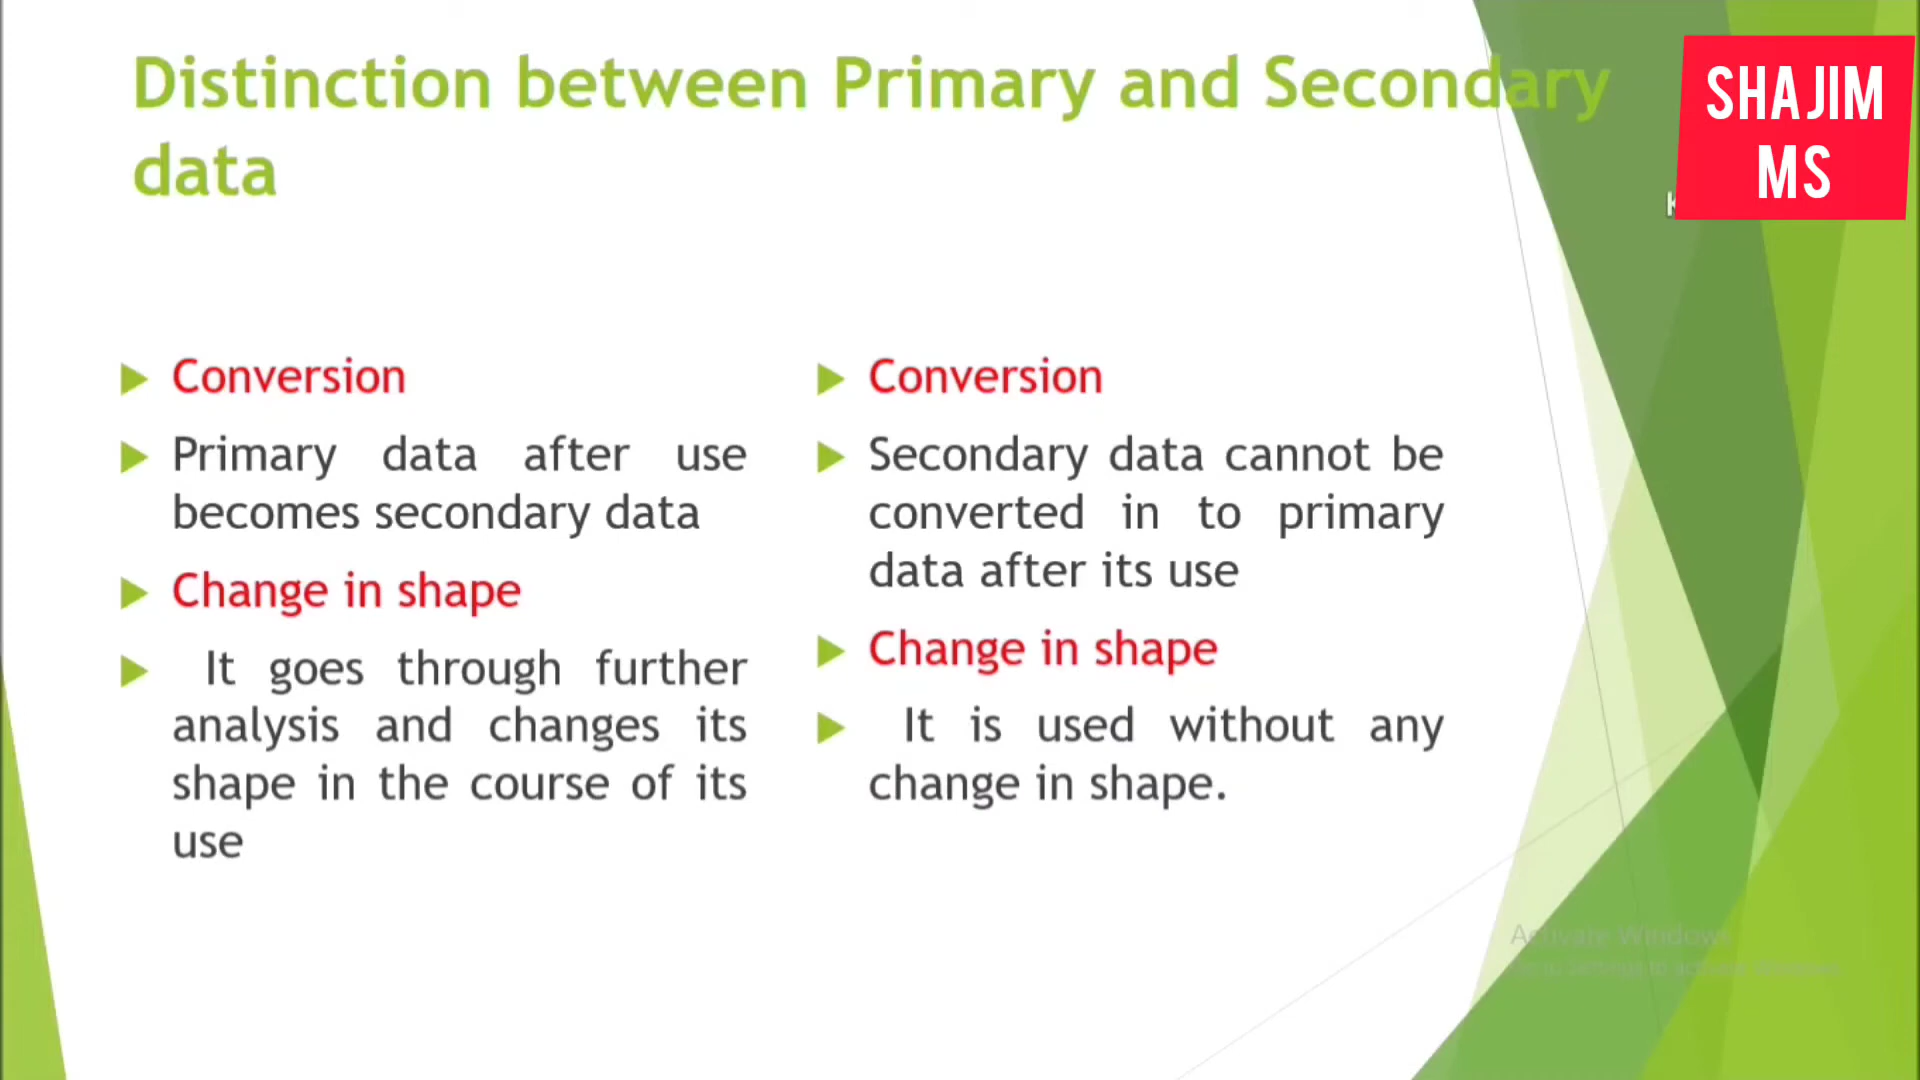 Distinction between Primary and Secondary
data
SHAJIM
MS
Conversion
Primary data after use
becomes secondary data
Change in shape
It goes through further
analysis and changes its
shape in the course of its
use
Conversion
Secondary data cannot be
converted in to primary
data after its use
Change in shape
It is used without any
change in shape.
Activate Windows